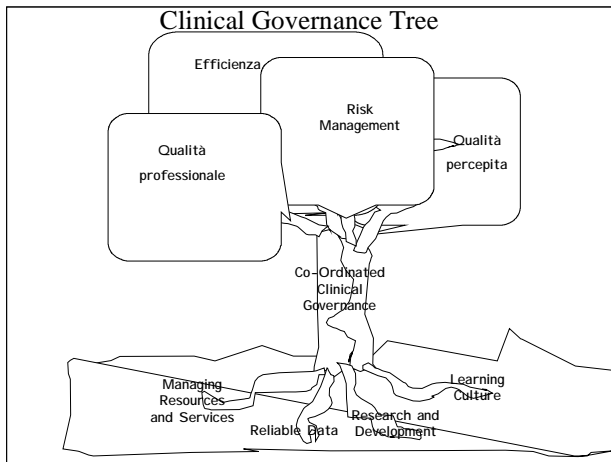 Clinical Governance Tree
Efficienza
Risk
Management
Qualità
percepita
Qualità
professionale
Co-Ordinated
Clinical
Governance
Managing
Resources
and Services
Learning
Culture
Reliable Data
Research and
Development